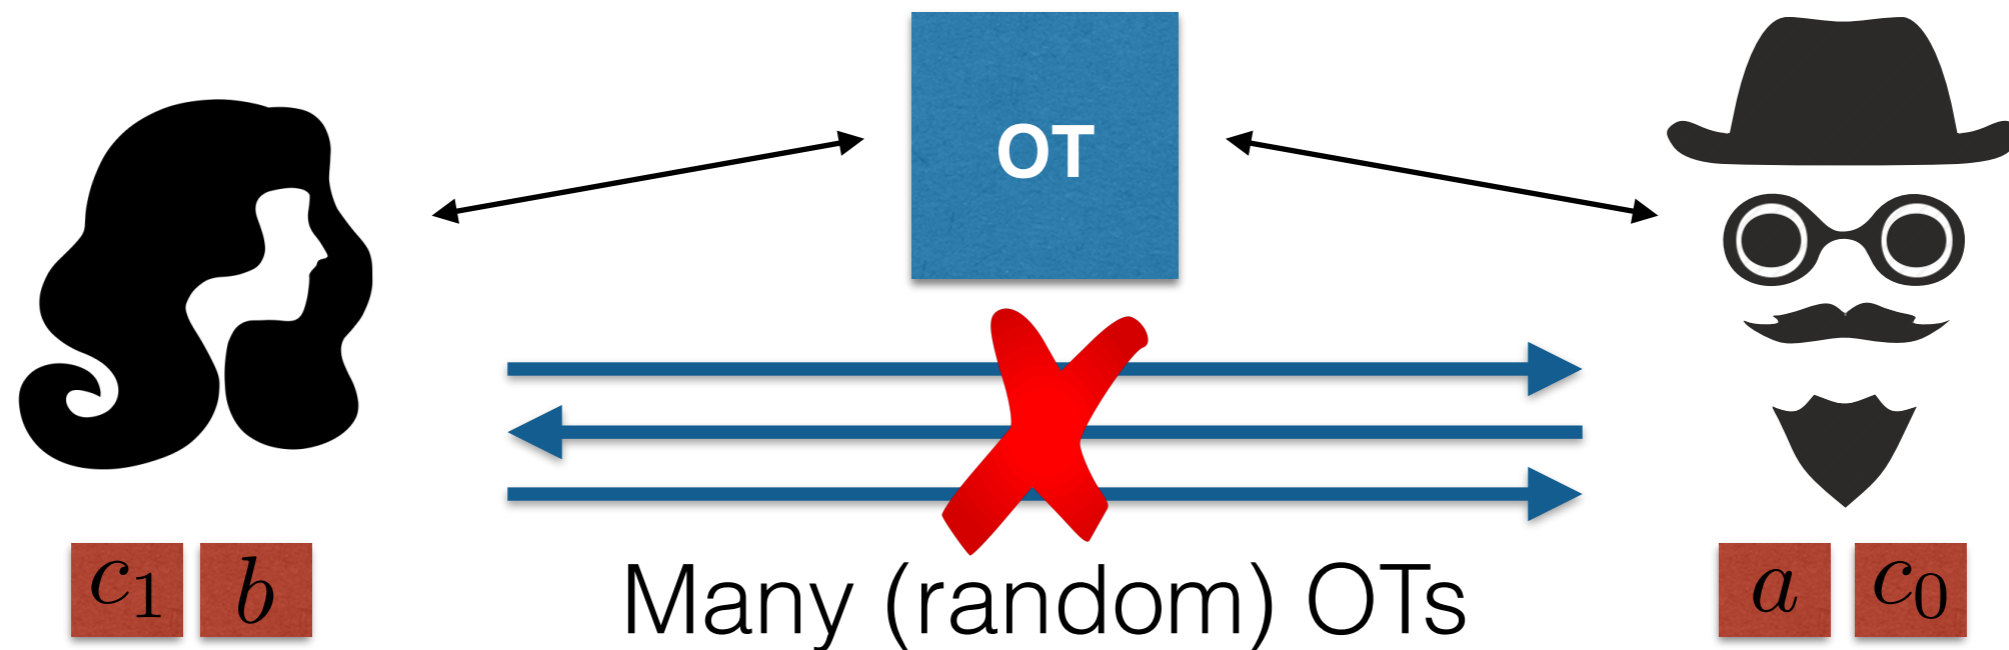 OT
c₁ b
Many (random) OTs
a c₀